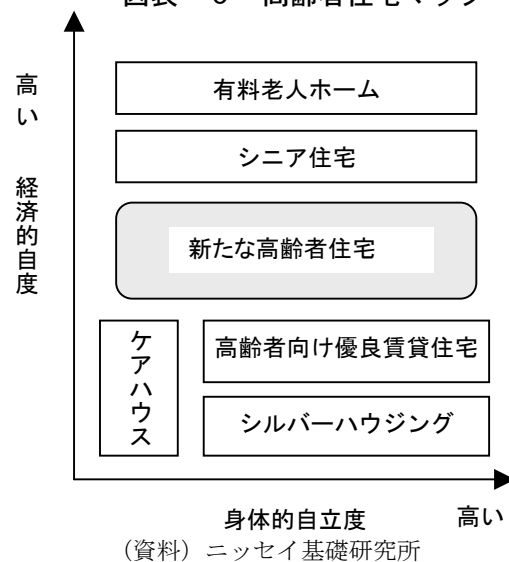 図表－6 高齢者住宅マップ
高い 経済的自度
有料老人ホーム
シニア住宅
新たな高齢者住宅
ケアハウス
高齢者向け優良賃貸住宅
シルバーハウジング
身体的自立度 高い
（資料）ニッセイ基礎研究所